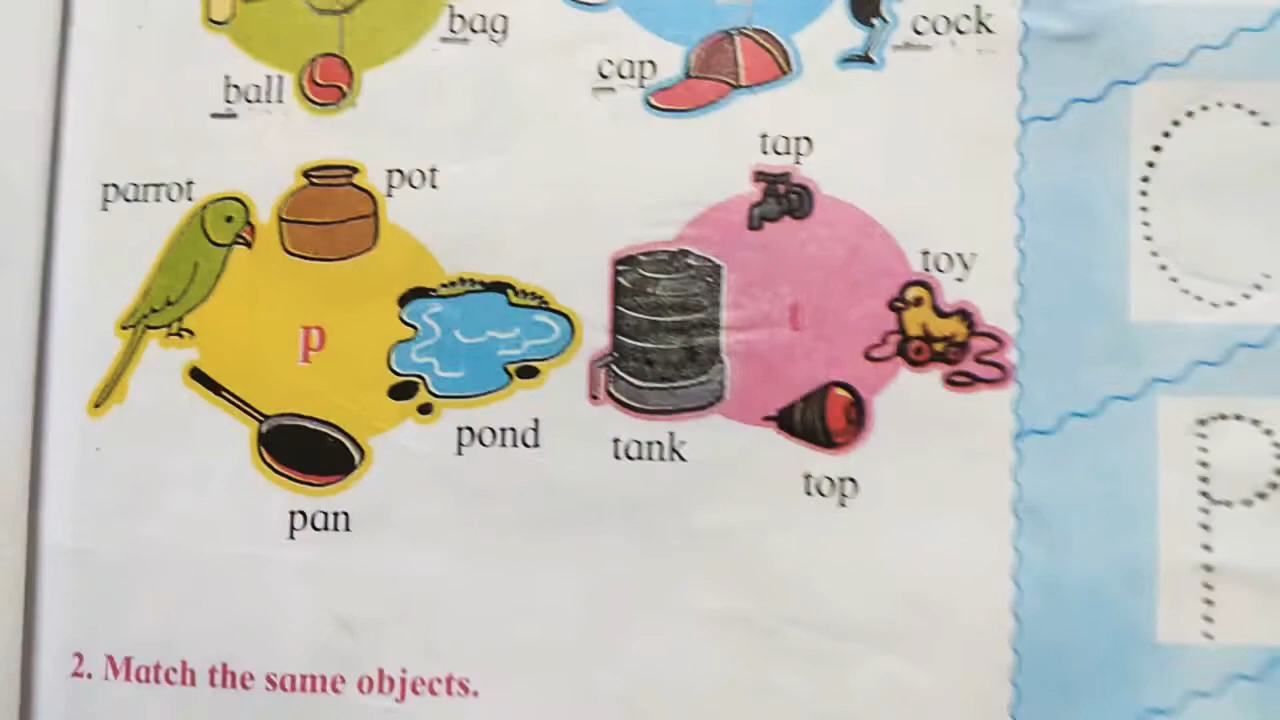 bag
ball
cap
cock
parrot
pot
p
pond
pan
tap
toy
t
tank
top
2. Match the same objects.
C
p